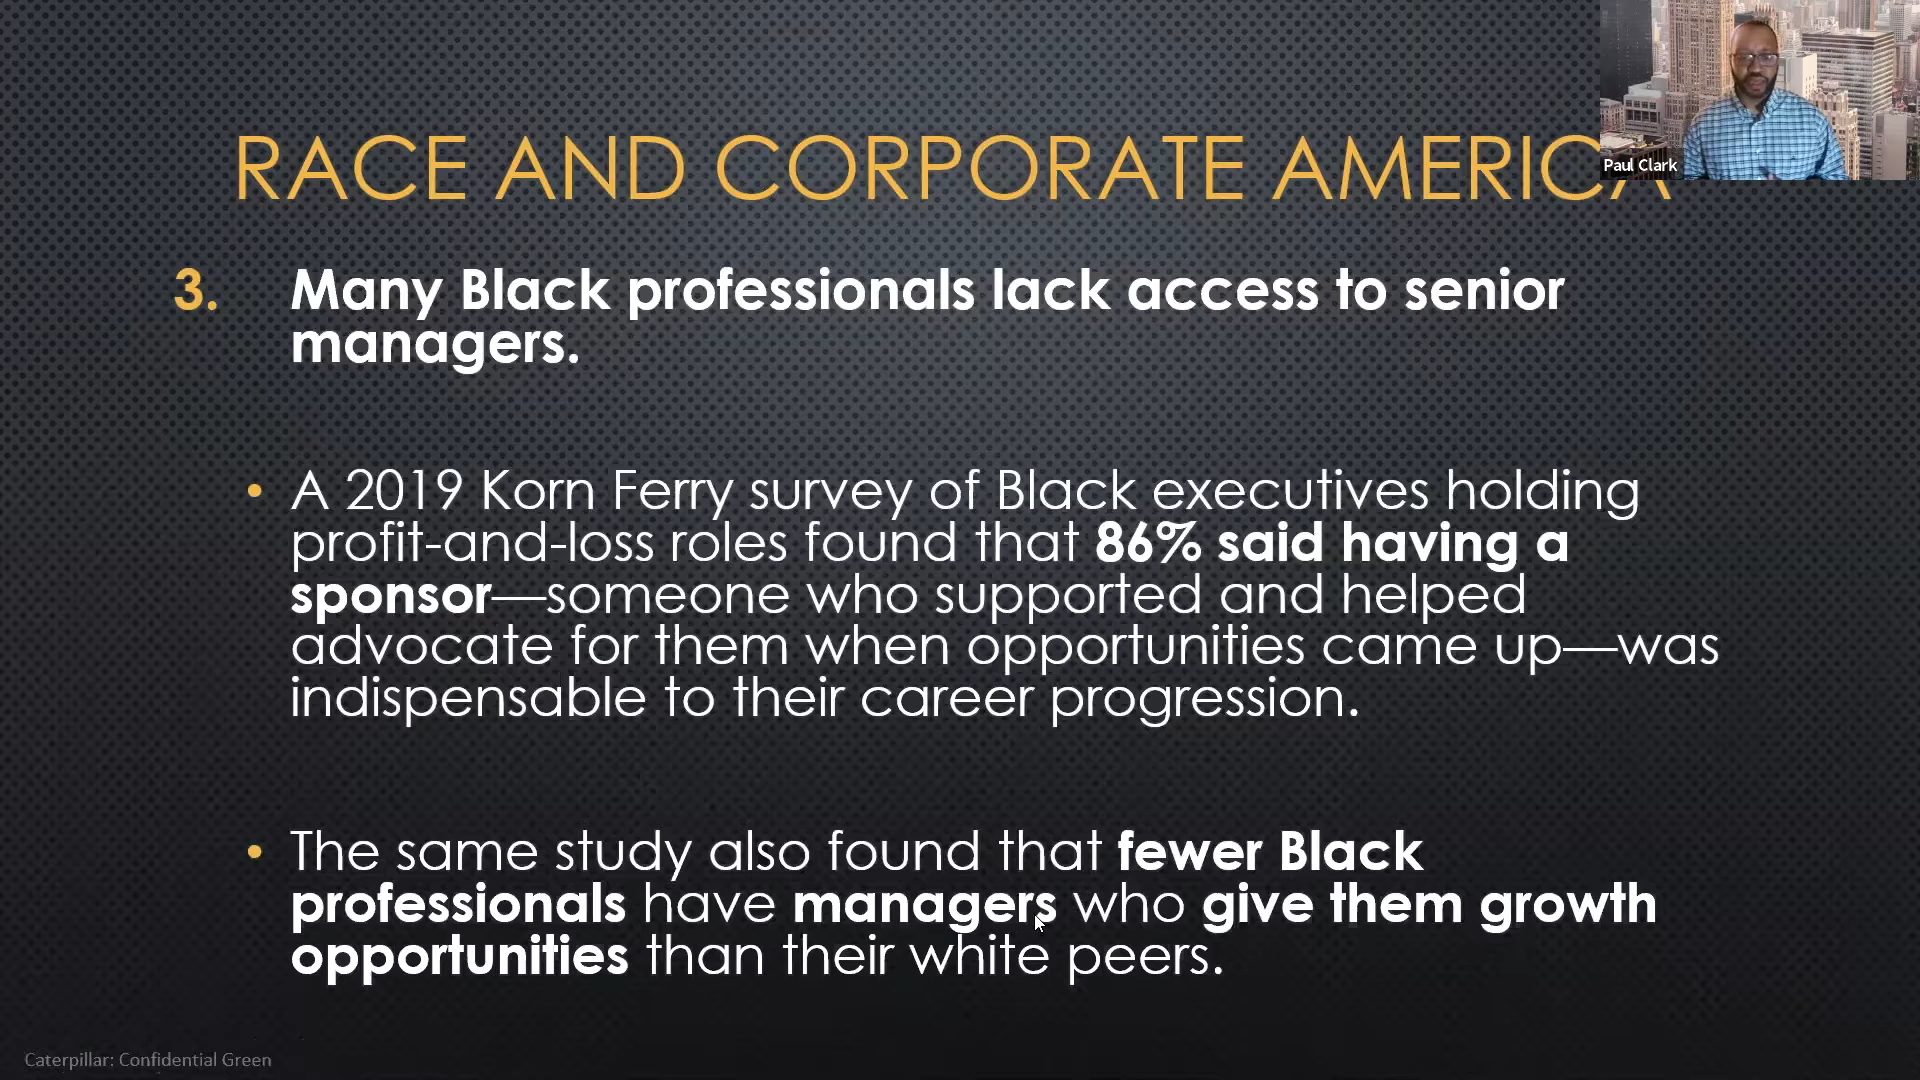 RACE AND CORPORATE AMERICA
Paul Clark
3. Many Black professionals lack access to senior
managers.
• A 2019 Korn Ferry survey of Black executives holding
profit-and-loss roles found that 86% said having a
sponsor—someone who supported and helped
advocate for them when opportunities came up—was
indispensable to their career progression.
• The same study also found that fewer Black
professionals have managers who give them growth
opportunities than their white peers.
Caterpillar: Confidential Green